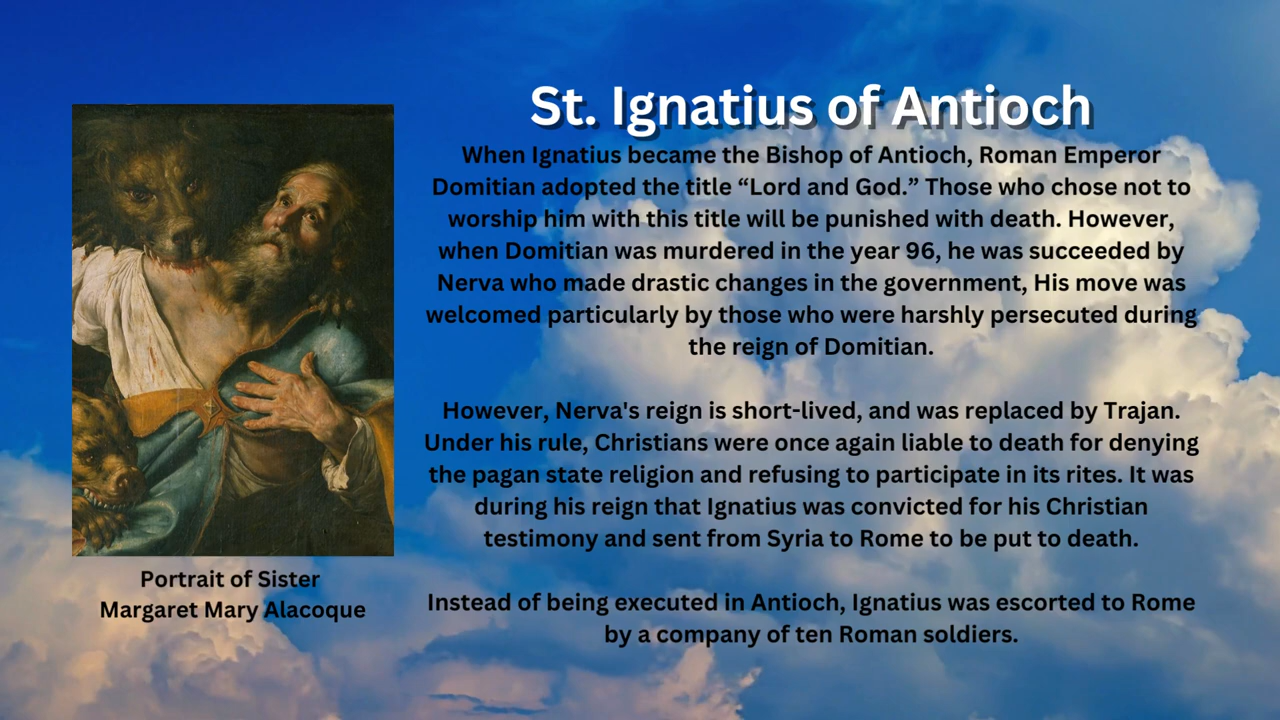 St. Ignatius of Antioch
When Ignatius became the Bishop of Antioch, Roman Emperor
Domitian adopted the title “Lord and God.” Those who chose not to
worship him with this title will be punished with death. However,
when Domitian was murdered in the year 96, he was succeeded by
Nerva who made drastic changes in the government, His move was
welcomed particularly by those who were harshly persecuted during
the reign of Domitian.
However, Nerva's reign is short-lived, and was replaced by Trajan.
Under his rule, Christians were once again liable to death for denying
the pagan state religion and refusing to participate in its rites. It was
during his reign that Ignatius was convicted for his Christian
testimony and sent from Syria to Rome to be put to death.
Instead of being executed in Antioch, Ignatius was escorted to Rome
by a company of ten Roman soldiers.
Portrait of Sister
Margaret Mary Alacoque